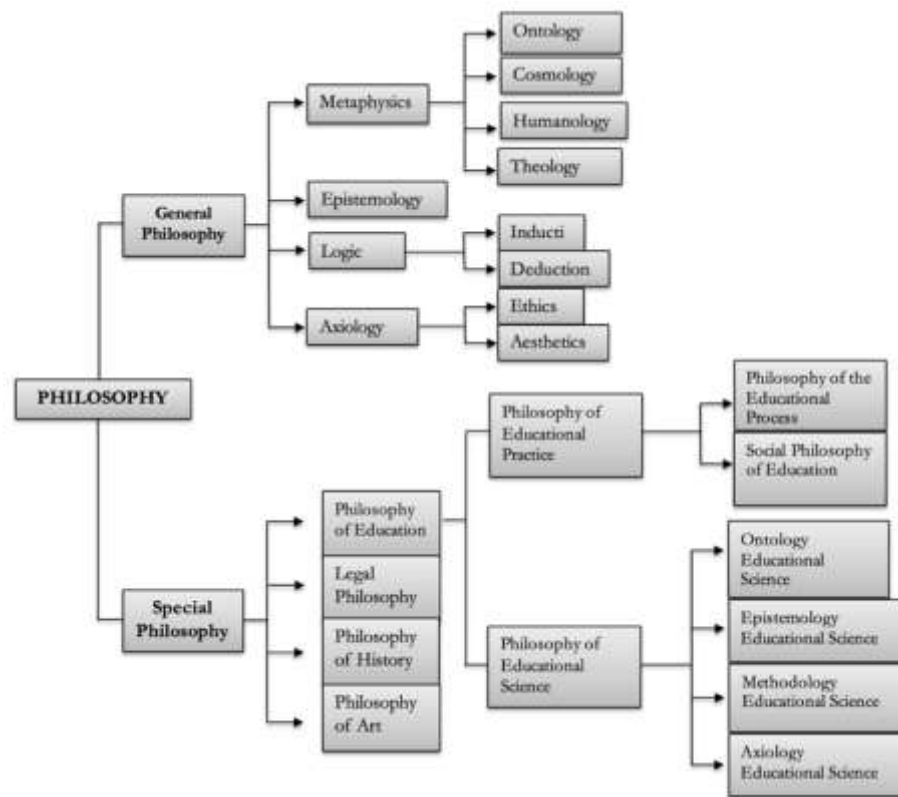 Ontology
Cosmology
Metaphysics
Humanology
Theology
General
Philosophy
Epistemology
Inducti
Logic
Deduction
Ethics
Axiology
Aesthetics
PHILOSOPHY
Philosophy of
Educational
Practice
Philosophy of the
Educational
Process
Social Philosophy
of Education
Philosophy
of Education
Legal
Philosophy
Special
Philosophy
Philosophy
of History
Philosophy
of Art
Philosophy of
Educational
Science
Ontology
Educational
Science
Epistemology
Educational Science
Methodology
Educational Science
Axiology
Educational Science